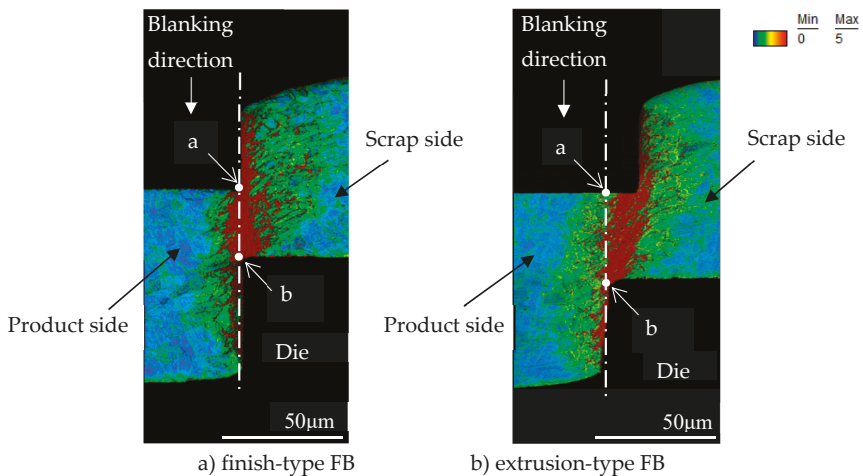 Blanking
direction
a
Scrap side
Product side
b
Die
50µm
a) finish-type FB
Blanking
direction
a
Scrap side
Product side
b
Die
50µm
b) extrusion-type FB
Min Max
0 5